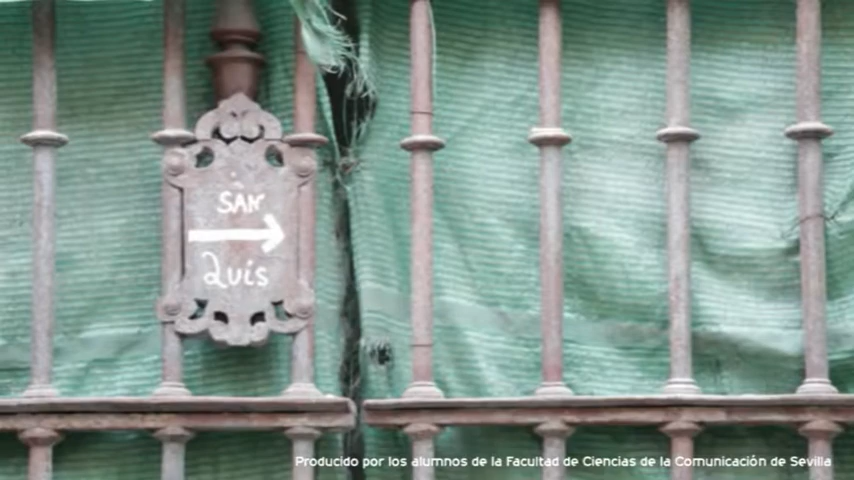 SAN
Luis
Producido por los alumnos de la Facultad de Ciencias de la Comunicación de Sevilla